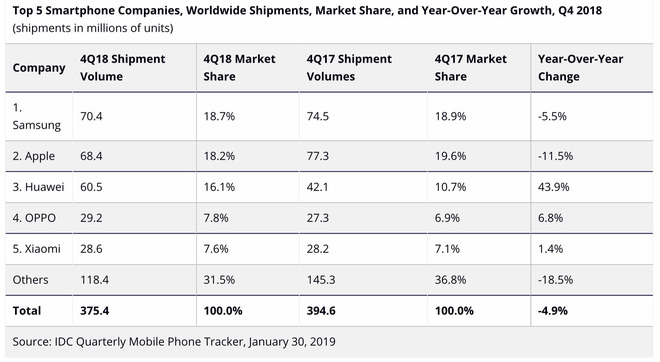 Top 5 Smartphone Companies, Worldwide Shipments, Market Share, and Year-Over-Year Growth, Q4 2018
(shipments in millions of units)
Company 4Q18 Shipment Volume 4Q18 Market Share 4Q17 Shipment Volumes 4Q17 Market Share Year-Over-Year Change
1. Samsung 70.4 18.7% 74.5 18.9% -5.5%
2. Apple 68.4 18.2% 77.3 19.6% -11.5%
3. Huawei 60.5 16.1% 42.1 10.7% 43.9%
4. OPPO 29.2 7.8% 27.3 6.9% 6.8%
5. Xiaomi 28.6 7.6% 28.2 7.1% 1.4%
Others 118.4 31.5% 145.3 36.8% -18.5%
Total 375.4 100.0% 394.6 100.0% -4.9%
Source: IDC Quarterly Mobile Phone Tracker, January 30, 2019